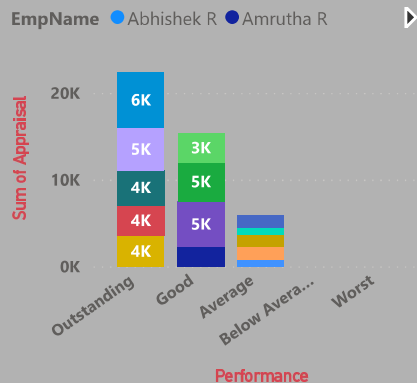 EmpName Abhishek R Amrutha R
20K
10K
0K
Sum of Appraisal
6K
5K
4K
4K
4K
3K
5K
5K
Outstanding
Good
Average
Below Avera...
Worst
Performance